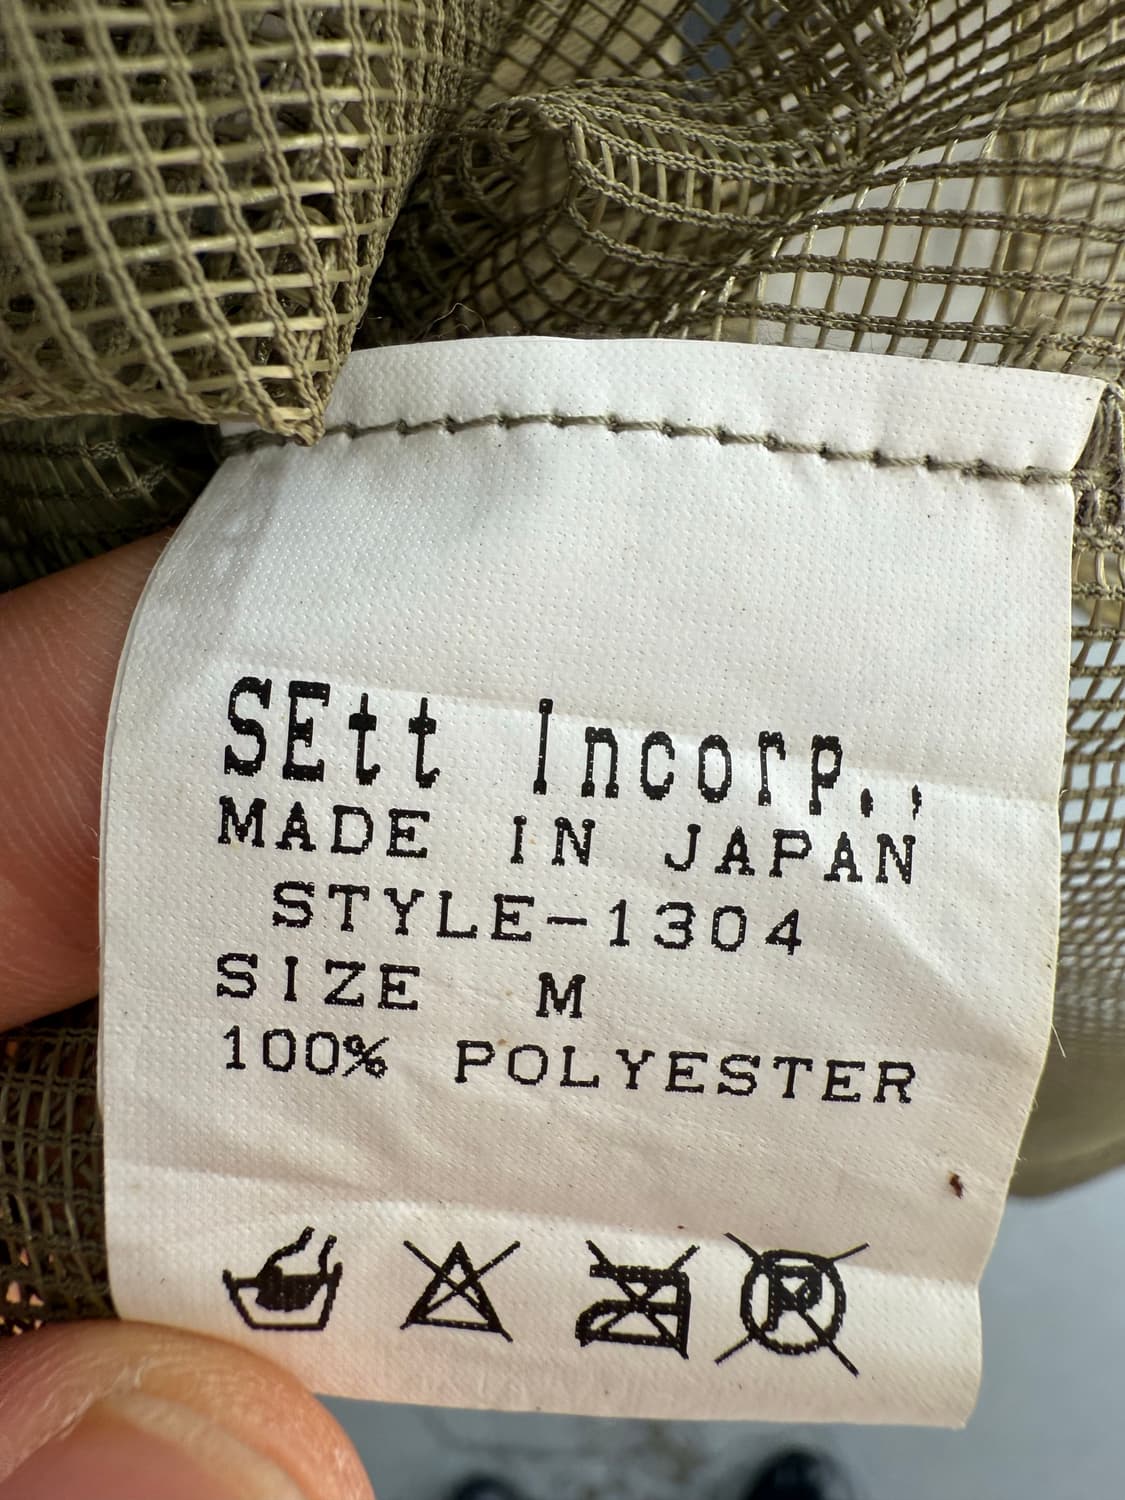 SEtt Incorp.,
MADE IN JAPAN
STYLE-1304
SIZE M
100% POLYESTER
P